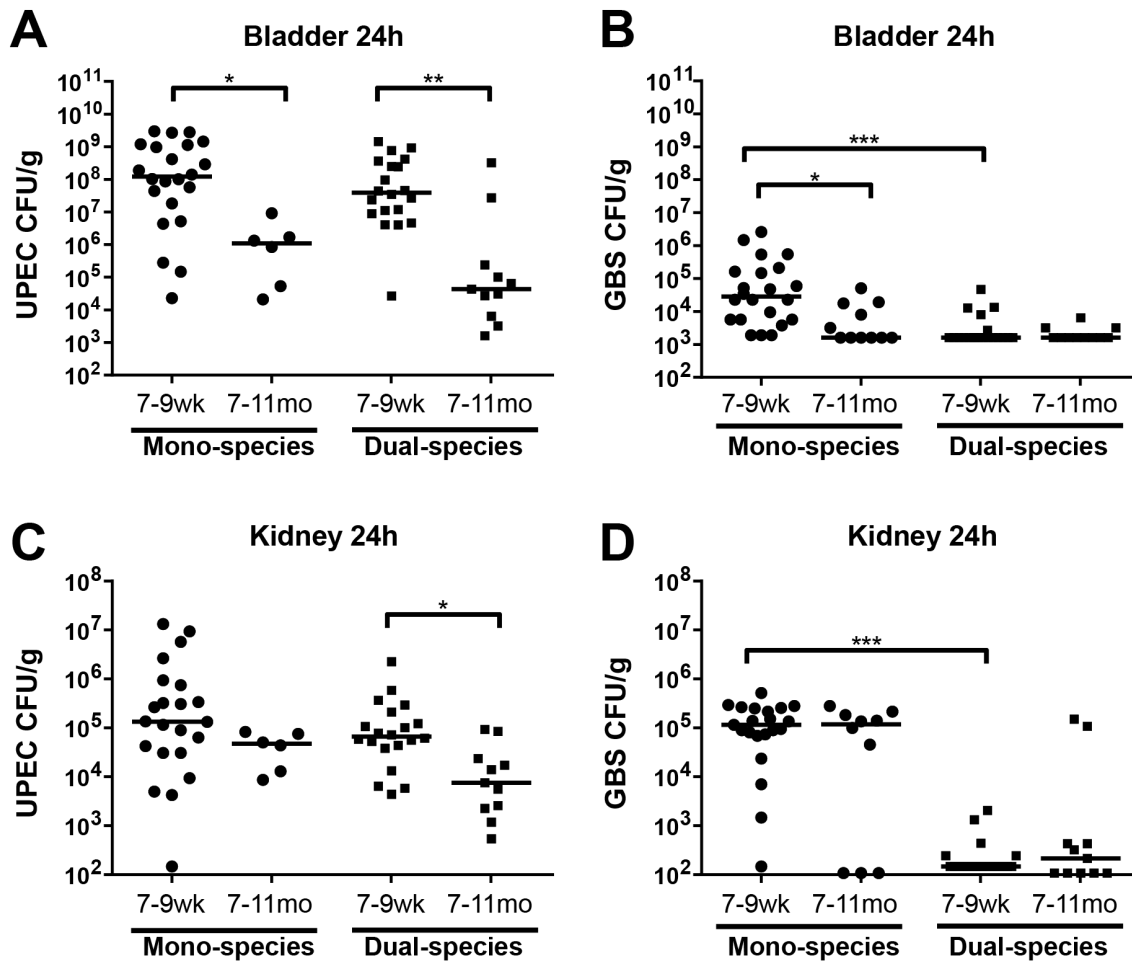 A
Bladder 24h
UPEC CFU/g
10^11
10^10
10^9
10^8
10^7
10^6
10^5
10^4
10^3
10^2
*
**
7-9wk 7-11mo 7-9wk 7-11mo
Mono-species Dual-species
B
Bladder 24h
GBS CFU/g
10^11
10^10
10^9
10^8
10^7
10^6
10^5
10^4
10^3
10^2
***
*
7-9wk 7-11mo 7-9wk 7-11mo
Mono-species Dual-species
C
Kidney 24h
UPEC CFU/g
10^8
10^7
10^6
10^5
10^4
10^3
10^2
*
7-9wk 7-11mo 7-9wk 7-11mo
Mono-species Dual-species
D
Kidney 24h
GBS CFU/g
10^8
10^7
10^6
10^5
10^4
10^3
10^2
***
7-9wk 7-11mo 7-9wk 7-11mo
Mono-species Dual-species